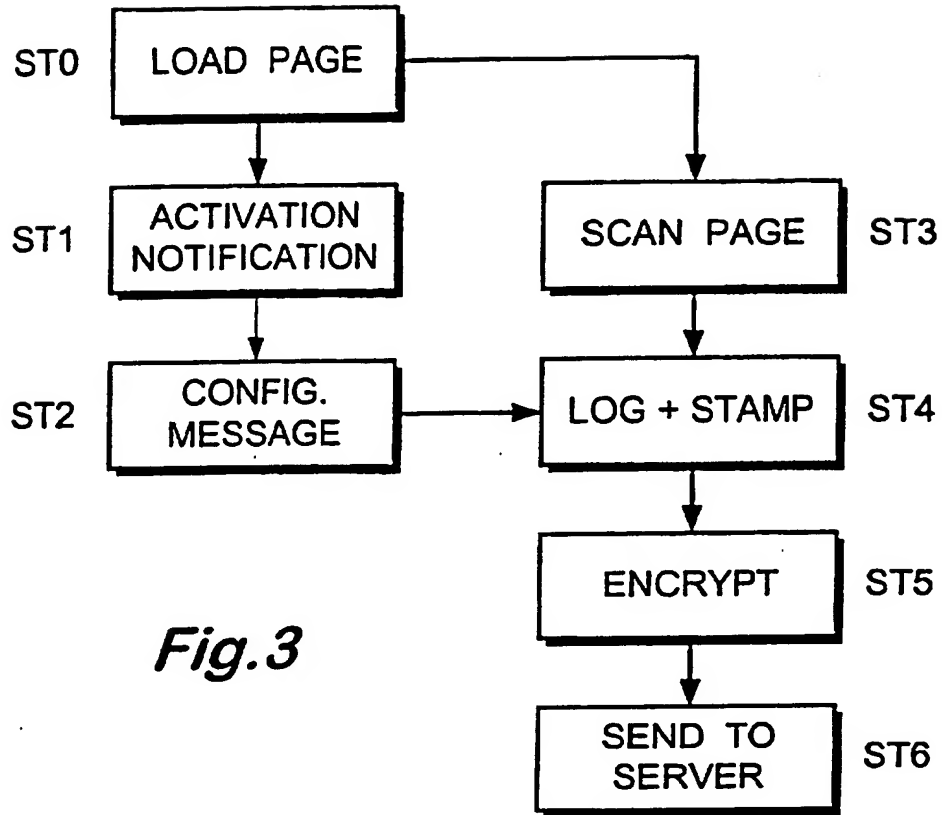 ST0
LOAD PAGE
ST1
ACTIVATION
NOTIFICATION
SCAN PAGE
ST3
ST2
CONFIG.
MESSAGE
LOG + STAMP
ST4
ENCRYPT
ST5
Fig.3
SEND TO
SERVER
ST6